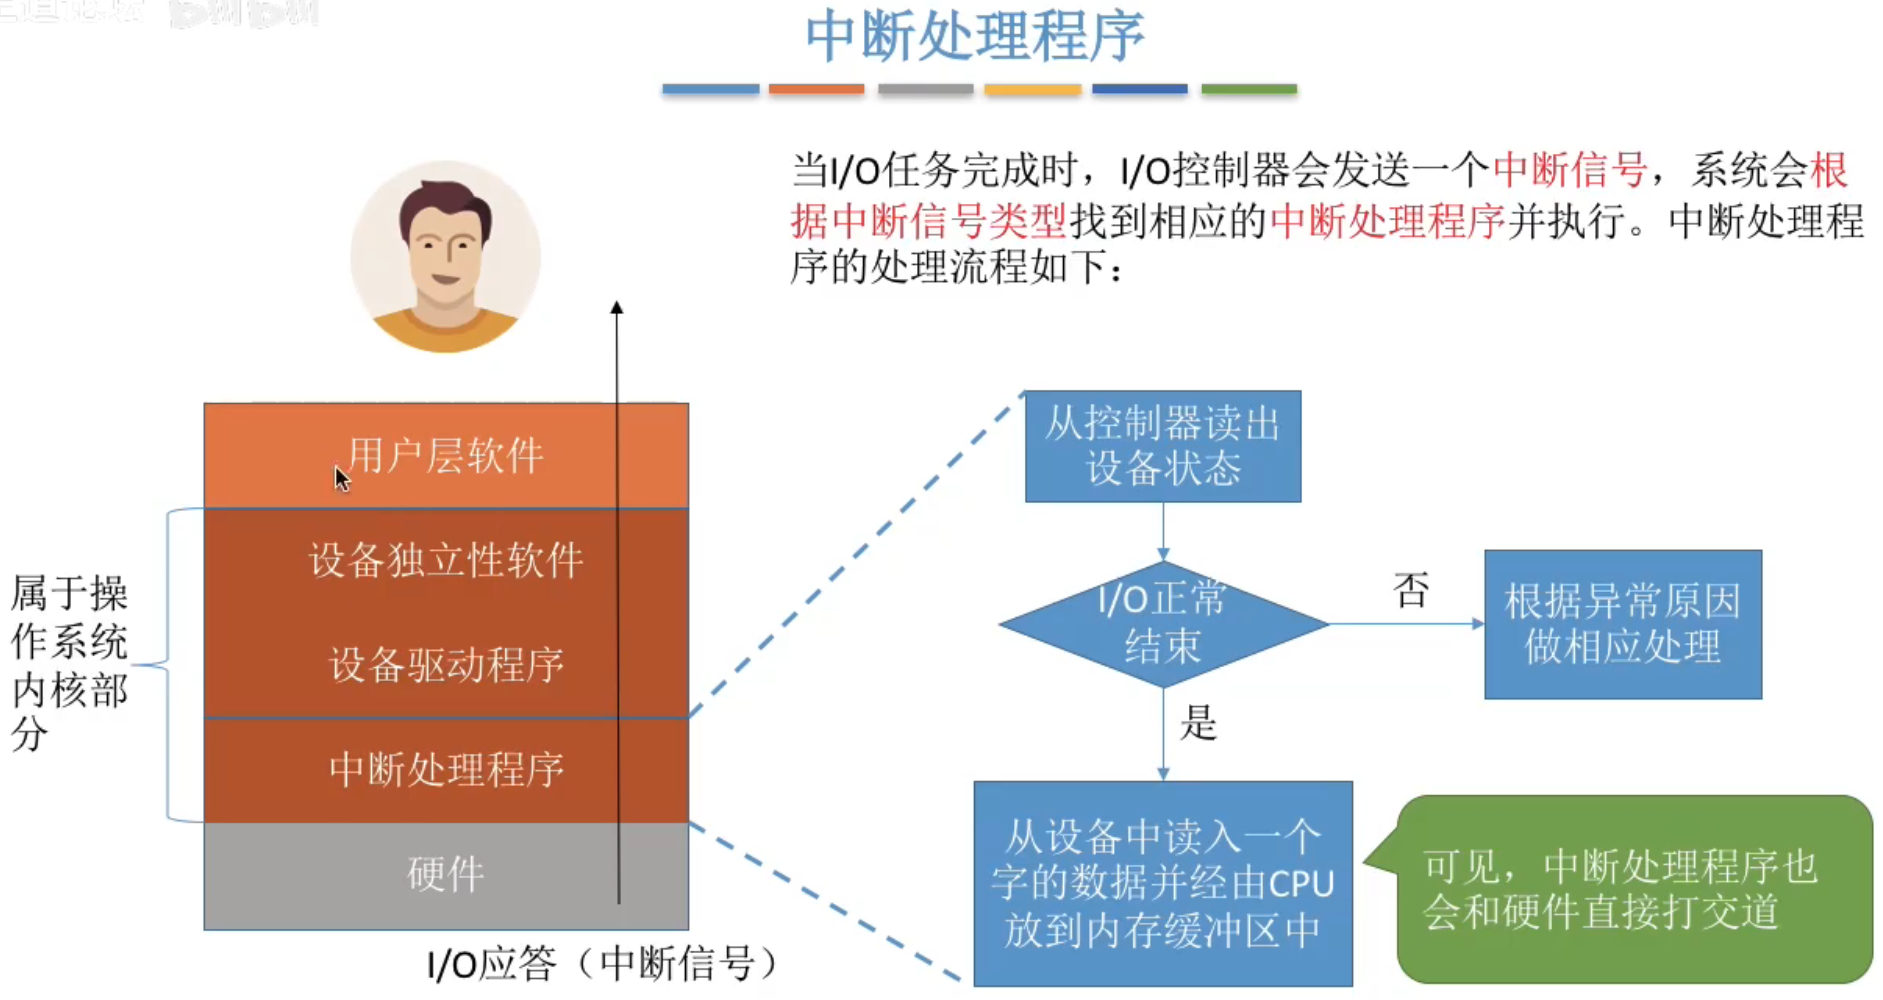 中断处理程序
当I/O任务完成时，I/O控制器会发送一个中断信号，系统会根
据中断信号类型找到相应的中断处理程序并执行。中断处理程
序的处理流程如下：
用户层软件
设备独立性软件
设备驱动程序
中断处理程序
硬件
属于操
作系统
内核部
分
I/O应答（中断信号）
从控制器读出
设备状态
I/O正常
结束
否
根据异常原因
做相应处理
是
从设备中读入一个
字的数据并经由CPU
放到内存缓冲区中
可见，中断处理程序也
会和硬件直接打交道